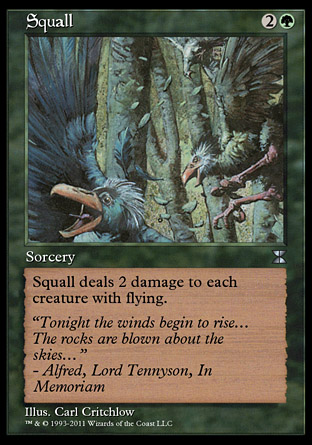 Squall 2
Sorcery
Squall deals 2 damage to each
creature with flying.
“Tonight the winds begin to rise...
The rocks are blown about the
skies...”
- Alfred, Lord Tennyson, In
Memoriam
Illus. Carl Critchlow
™ & © 1993-2011 Wizards of the Coast LLC